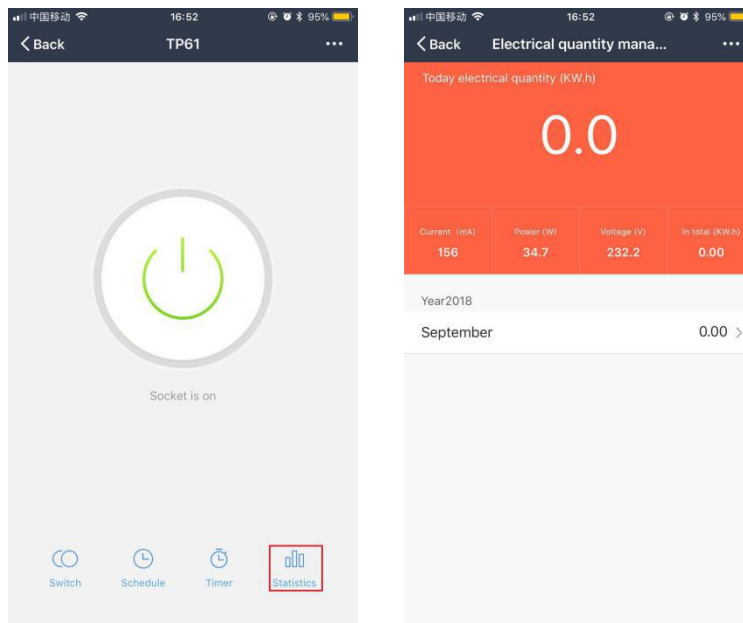 中国移动 16:52 95%
Back TP61 •••
Socket is on
Switch Schedule Timer Statistics
中国移动 16:52 95%
Back Electrical quantity mana... •••
Today electrical quantity (KW.h)
0.0
Current (mA) Power (W) Voltage (V) In total (KW.h)
156 34.7 232.2 0.00
Year2018
September 0.00